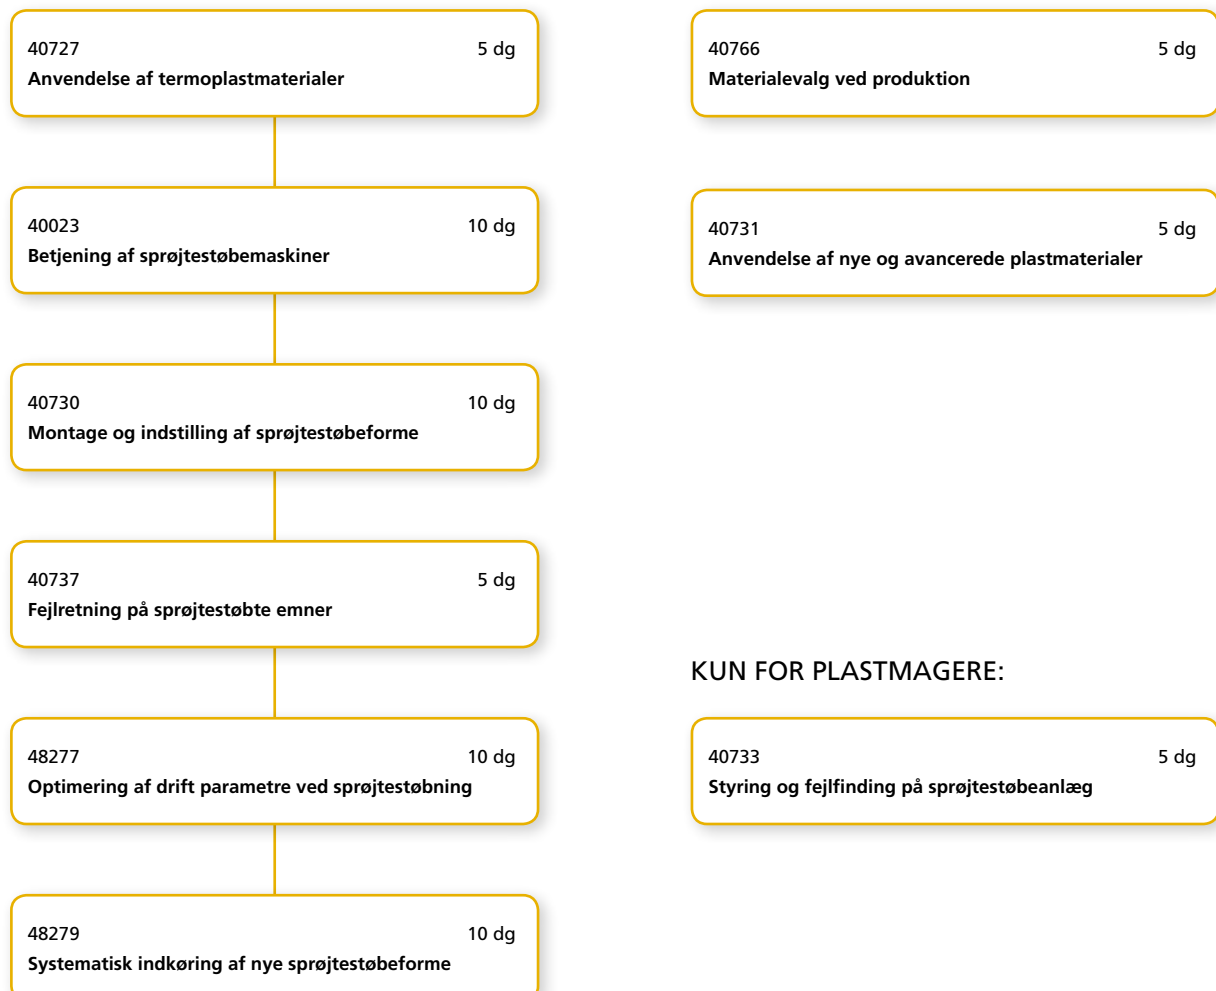 40727 5 dg
Anvendelse af termoplastmaterialer
40023 10 dg
Betjening af sprøjtestøbemaskiner
40730 10 dg
Montage og indstilling af sprøjtestøbeforme
40737 5 dg
Fejlretning på sprøjtestøbte emner
48277 10 dg
Optimering af drift parametre ved sprøjtestøbning
48279 10 dg
Systematisk indkøring af nye sprøjtestøbeforme
40766 5 dg
Materialevalg ved produktion
40731 5 dg
Anvendelse af nye og avancerede plastmaterialer
KUN FOR PLASTMAGERE:
40733 5 dg
Styring og fejlfinding på sprøjtestøbeanlæg